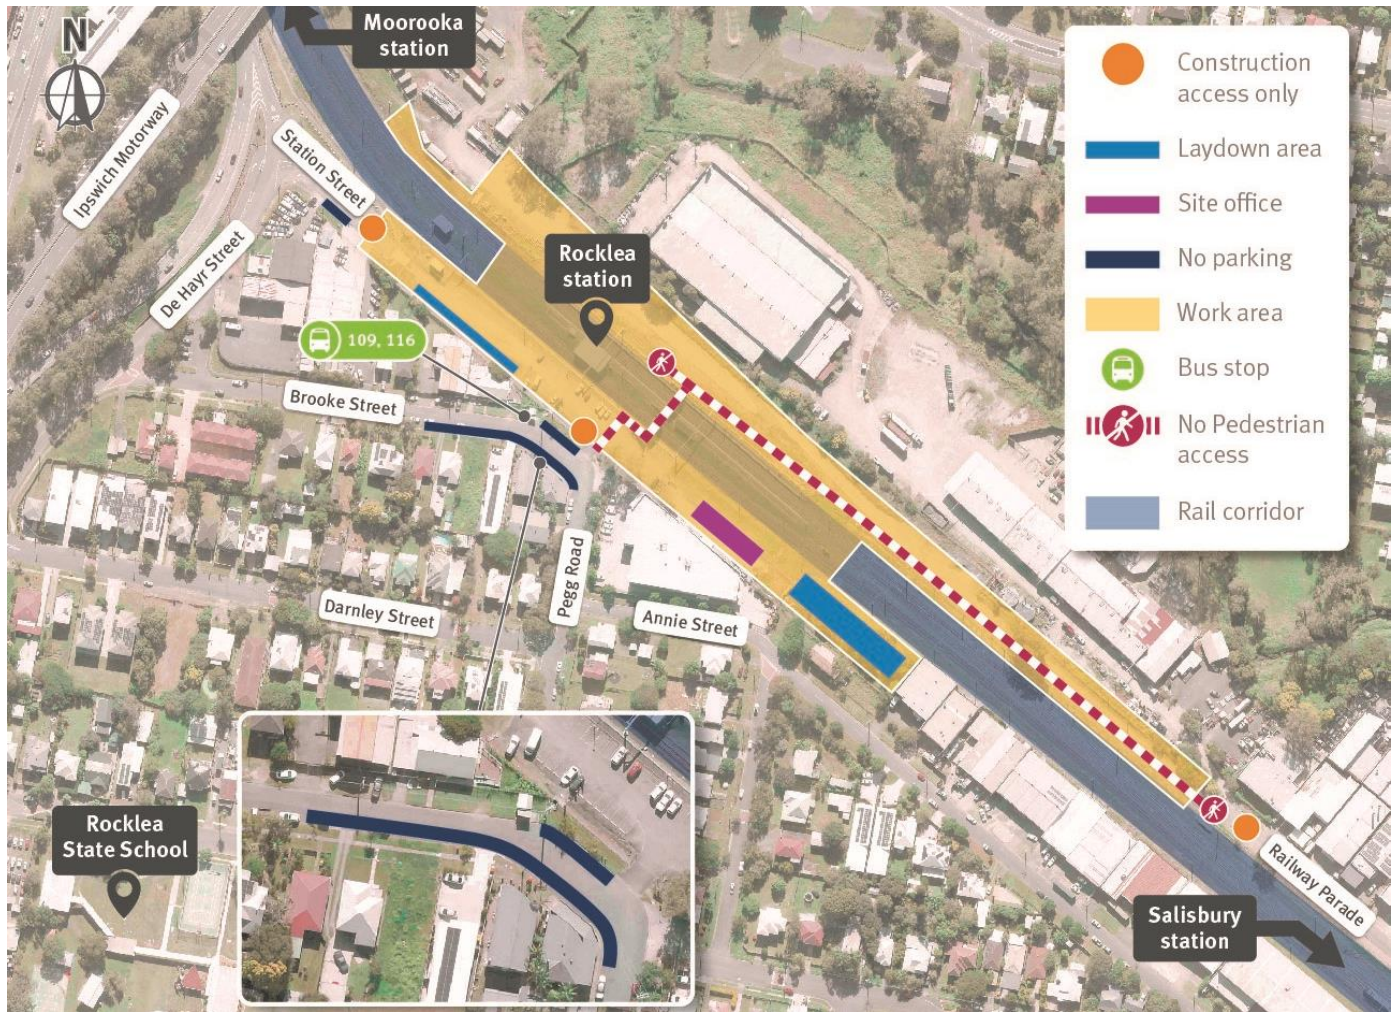 N
Moorooka
station
Ipswich Motorway
Station Street
De Hayr Street
Rocklea
station
109, 116
Brooke Street
Darnley Street
Pegg Road
Annie Street
Rocklea
State School
Railway Parade
Salisbury
station
Construction
access only
Laydown area
Site office
No parking
Work area
Bus stop
No Pedestrian
access
Rail corridor